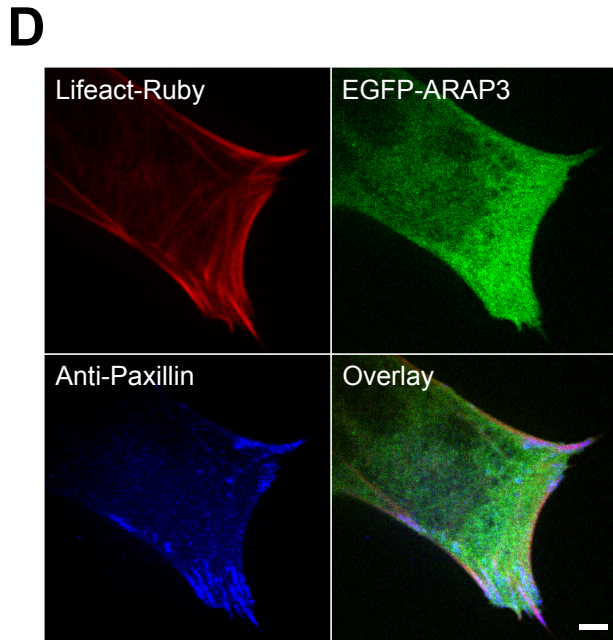 D
Lifeact-Ruby
EGFP-ARAP3
Anti-Paxillin
Overlay